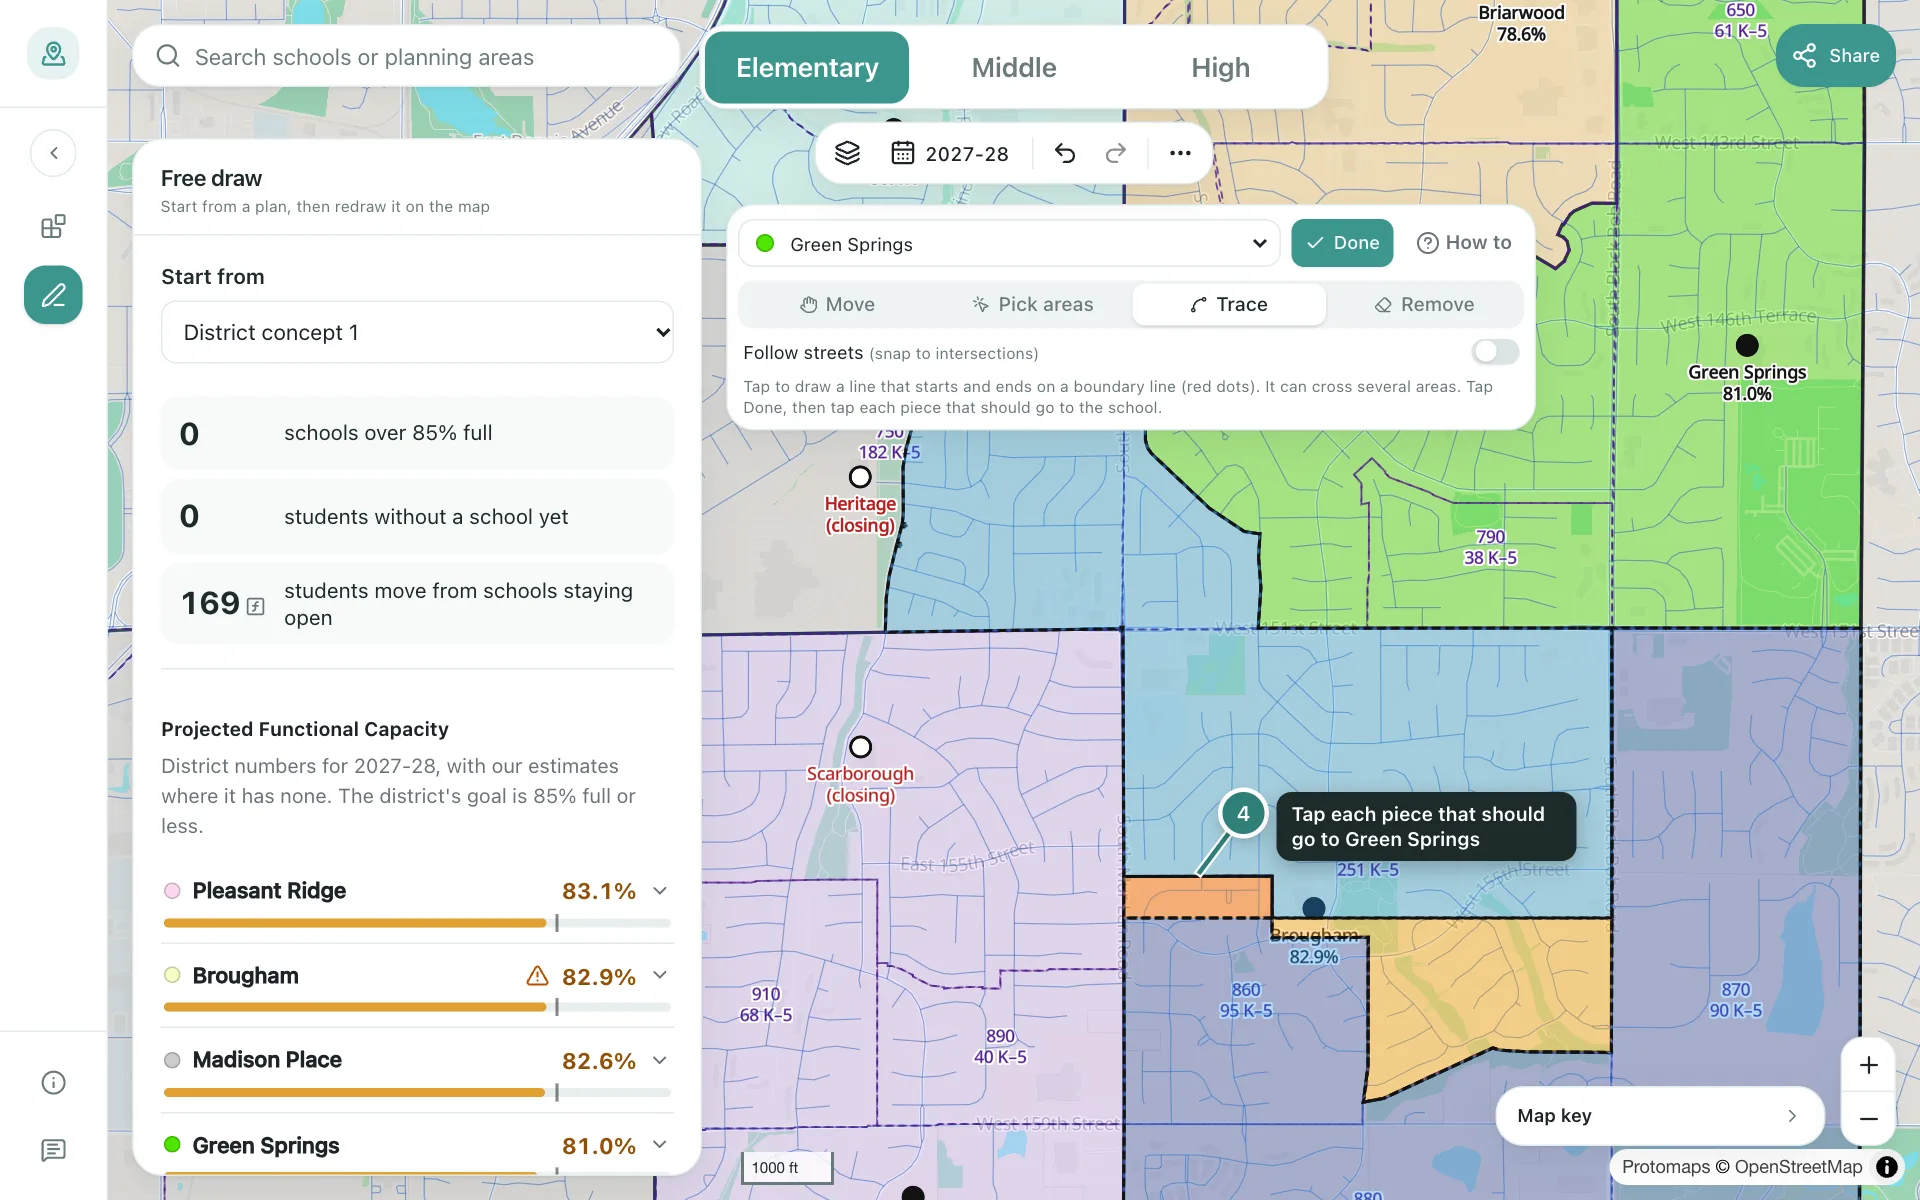 Search schools or planning areas
Elementary
Middle
High
Share
Briarwood
78.6%
650
61 K–5
2027-28
West 143rd Street
Free draw
Start from a plan, then redraw it on the map
Green Springs
Done
How to
Move
Pick areas
Trace
Remove
Follow streets (snap to intersections)
Tap to draw a line that starts and ends on a boundary line (red dots). It can cross several areas. Tap
Done, then tap each piece that should go to the school.
Start from
District concept 1
0 schools over 85% full
0 students without a school yet
169 students move from schools staying
open
West 146th Terrace
Green Springs
81.0%
750
182 K–5
Heritage
(closing)
790
38 K–5
West 151st Street
West 151st Stree
Projected Functional Capacity
District numbers for 2027-28, with our estimates
where it has none. The district's goal is 85% full or
less.
Scarborough
(closing)
4
Tap each piece that should
go to Green Springs
251 K–5
East 155th Street
West 155th Street
Pleasant Ridge 83.1%
Brougham 82.9%
Madison Place 82.6%
Green Springs 81.0%
Brougham
82.9%
910
68 K–5
890
40 K–5
860
95 K–5
870
90 K–5
West 159th Street
880
Map key
1000 ft
Protomaps © OpenStreetMap